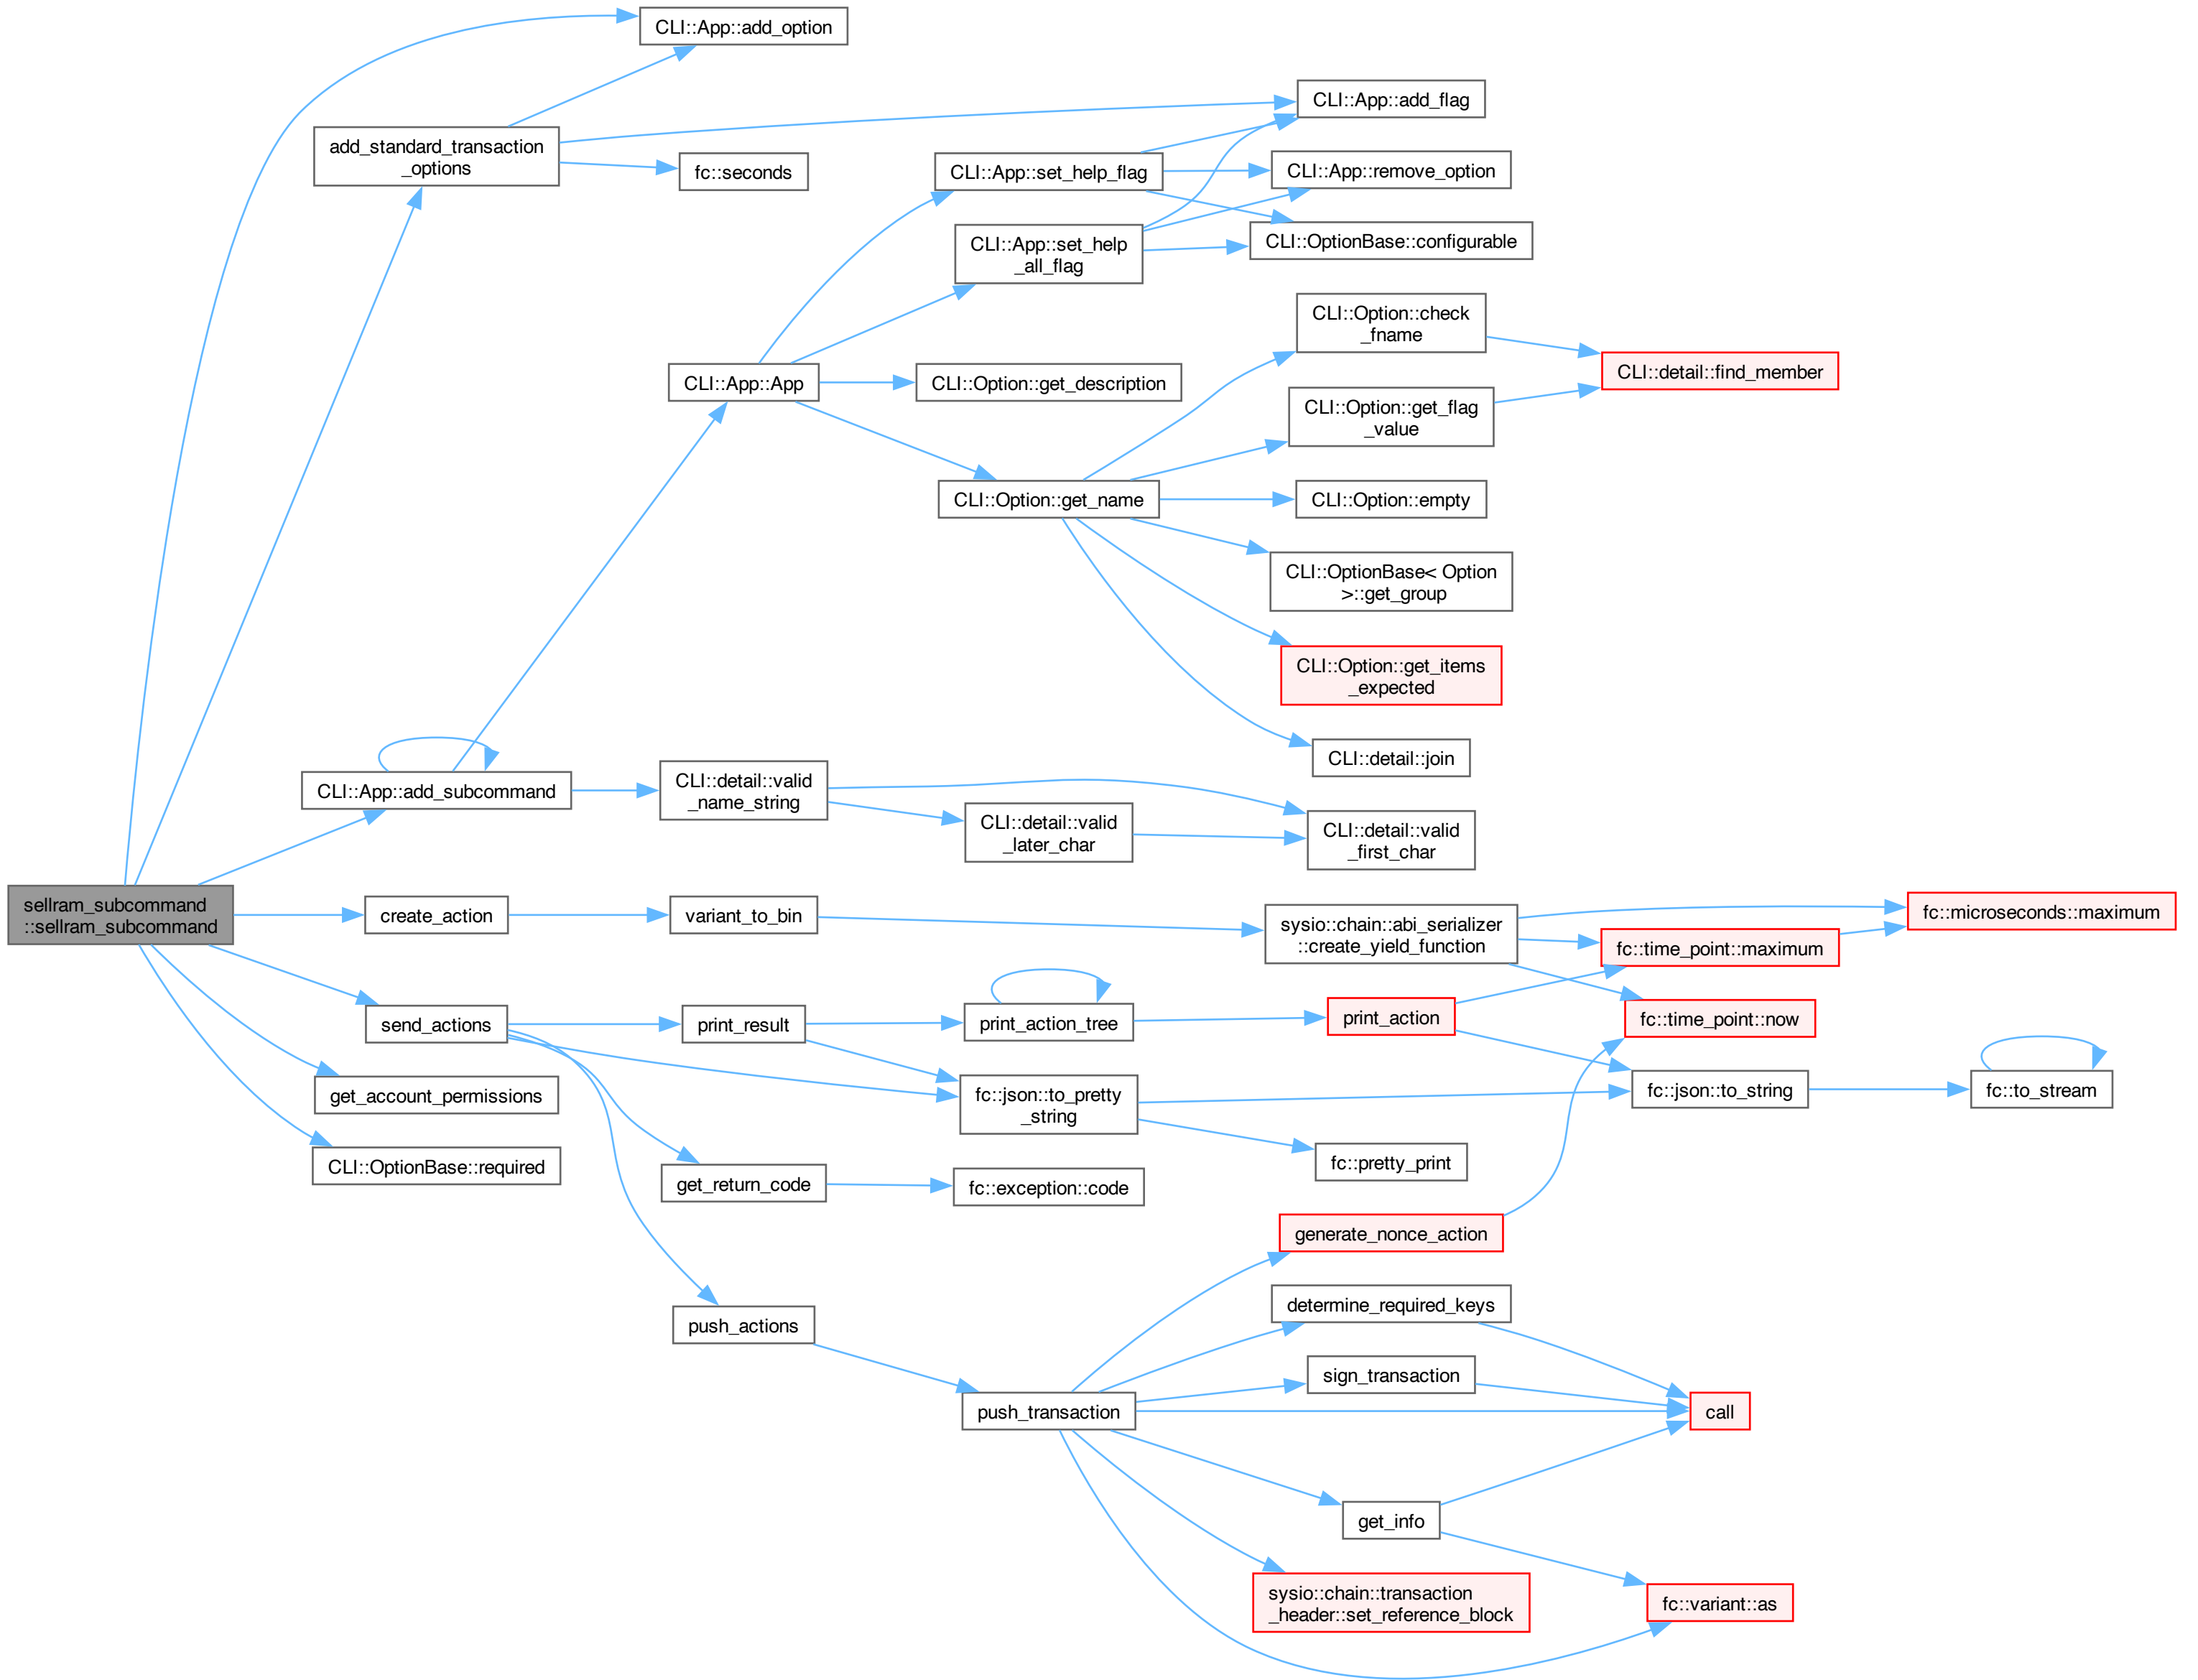 CLI::App::add_option
add_standard_transaction
_options
CLI::App::add_flag
fc::seconds
CLI::App::set_help_flag
CLI::App::remove_option
CLI::App::set_help
_all_flag
CLI::OptionBase::configurable
CLI::App::App
CLI::Option::get_description
CLI::Option::check
_fname
CLI::detail::find_member
CLI::Option::get_flag
_value
CLI::Option::get_name
CLI::Option::empty
CLI::OptionBase< Option
>::get_group
CLI::Option::get_items
_expected
CLI::detail::join
CLI::App::add_subcommand
CLI::detail::valid
_name_string
CLI::detail::valid
_later_char
CLI::detail::valid
_first_char
sellram_subcommand
::sellram_subcommand
create_action
variant_to_bin
sysio::chain::abi_serializer
::create_yield_function
fc::microseconds::maximum
fc::time_point::maximum
fc::time_point::now
send_actions
print_result
print_action_tree
print_action
get_account_permissions
fc::json::to_pretty
_string
fc::json::to_string
fc::to_stream
CLI::OptionBase::required
get_return_code
fc::exception::code
fc::pretty_print
generate_nonce_action
push_actions
determine_required_keys
sign_transaction
push_transaction
call
get_info
sysio::chain::transaction
_header::set_reference_block
fc::variant::as